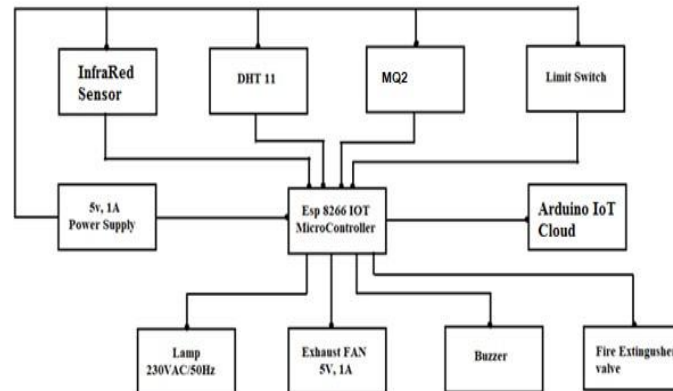 InfraRed
Sensor
DHT 11
MQ2
Limit Switch
5v, 1A
Power Supply
Esp 8266 IOT
MicroController
Arduino IoT
Cloud
Lamp
230VAC/50Hz
Exhaust FAN
5V, 1A
Buzzer
Fire Extingusher
valve